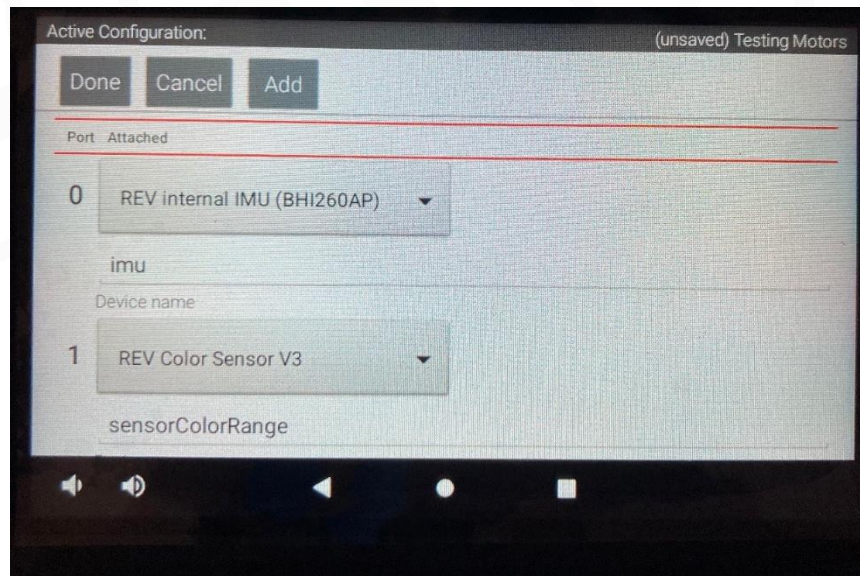 Active Configuration:
(unsaved) Testing Motors
Done Cancel Add
Port Attached
0 REV internal IMU (BHI260AP)
imu
Device name
1 REV Color Sensor V3
sensorColorRange